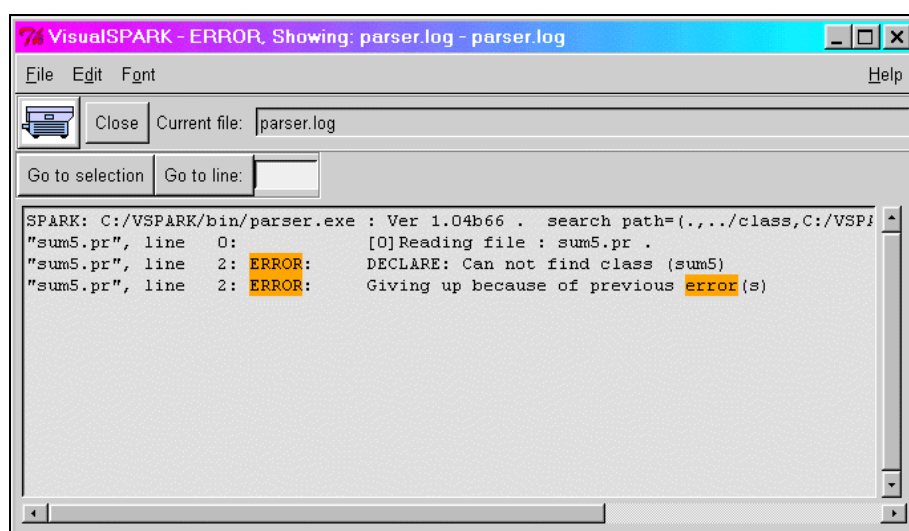 VisualSPARK - ERROR, Showing: parser.log - parser.log
File Edit Font Help
Close Current file: parser.log
Go to selection Go to line:
SPARK: C:/VSPARK/bin/parser.exe : Ver 1.04b66 . search path=(.,../class,C:/VSPA
"sum5.pr", line 0: [0]Reading file : sum5.pr .
"sum5.pr", line 2: ERROR: DECLARE: Can not find class (sum5)
"sum5.pr", line 2: ERROR: Giving up because of previous error(s)